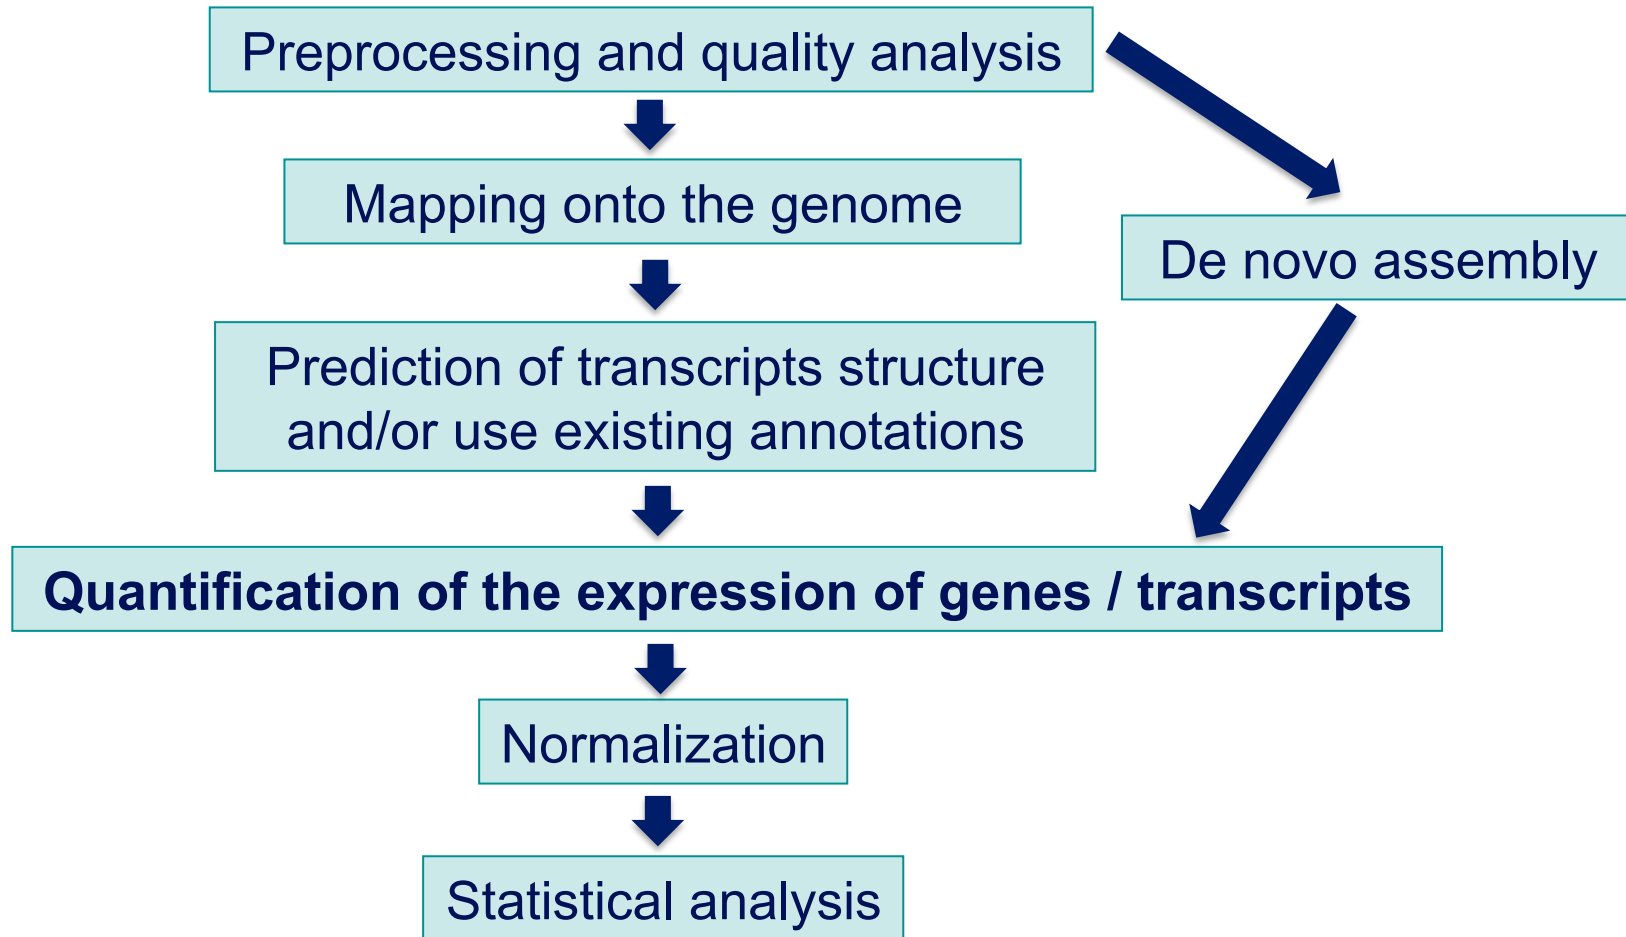 Preprocessing and quality analysis
Mapping onto the genome
De novo assembly
Prediction of transcripts structure
and/or use existing annotations
Quantification of the expression of genes / transcripts
Normalization
Statistical analysis